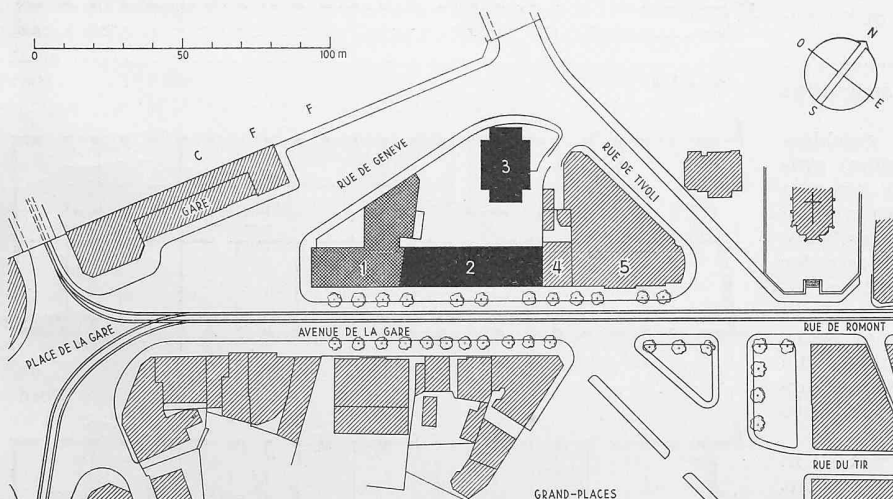 0 50 100 m
N
O
S
E
C F F
GARE
RUE DE GENEVE
3
RUE DE TIVOLI
1
2
4
5
PLACE DE LA GARE
AVENUE DE LA GARE
RUE DE ROMONT
RUE DU TIR
GRAND-PLACES